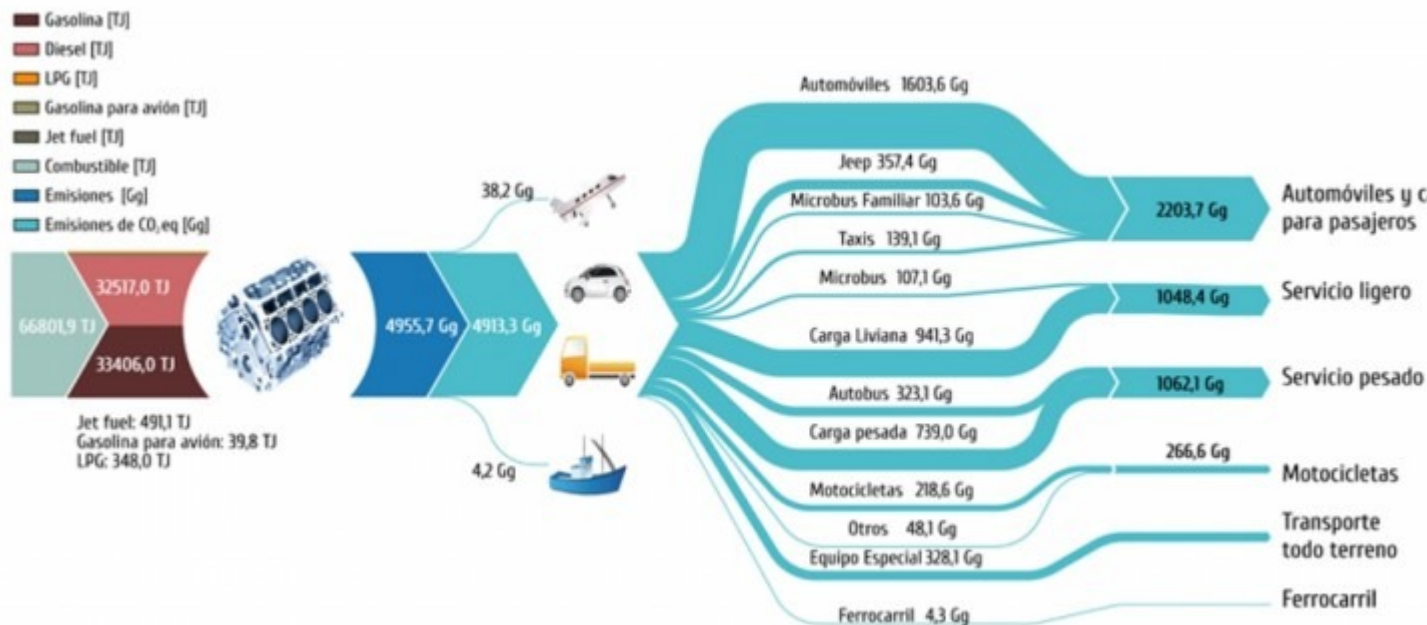 Gasolina [TJ]
Diesel [TJ]
LPG [TJ]
Gasolina para avión [TJ]
Jet fuel [TJ]
Combustible [TJ]
Emisiones [Gg]
Emisiones de CO₂eq [Gg]
66801,9 TJ
32517,0 TJ
33406,0 TJ
Jet fuel: 491,1 TJ
Gasolina para avión: 39,8 TJ
LPG: 348,0 TJ
4955,7 Gg
4913,3 Gg
38,2 Gg
4,2 Gg
Automóviles 1603,6 Gg
Jeep 357,4 Gg
Microbus Familiar 103,6 Gg
Taxis 139,1 Gg
Microbus 107,1 Gg
Carga Liviana 941,3 Gg
Autobus 323,1 Gg
Carga pesada 739,0 Gg
Motocicletas 218,6 Gg
Otros 48,1 Gg
Equipo Especial 328,1 Gg
Ferrocarril 4,3 Gg
2203,7 Gg
Automóviles y c
para pasajeros
1048,4 Gg
Servicio ligero
1062,1 Gg
Servicio pesado
266,6 Gg
Motocicletas
Transporte
todo terreno
Ferrocarril